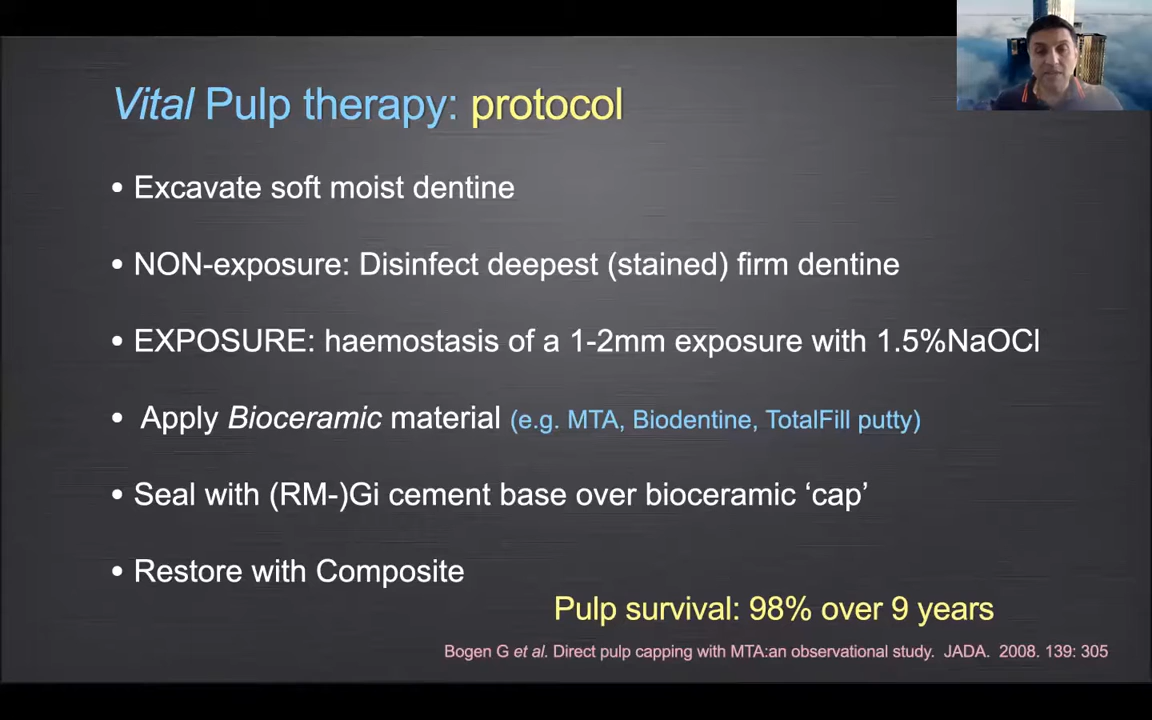 Vital Pulp therapy: protocol
• Excavate soft moist dentine
• NON-exposure: Disinfect deepest (stained) firm dentine
• EXPOSURE: haemostasis of a 1-2mm exposure with 1.5%NaOCl
• Apply Bioceramic material (e.g. MTA, Biodentine, TotalFill putty)
• Seal with (RM-)Gi cement base over bioceramic ‘cap’
• Restore with Composite
Pulp survival: 98% over 9 years
Bogen G et al. Direct pulp capping with MTA:an observational study. JADA. 2008. 139: 305